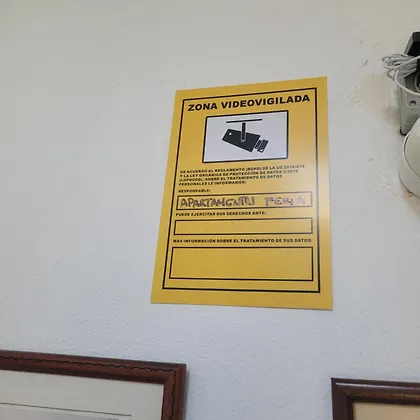 ZONA VIDEOVIGILADA
DE ACUERDO AL REGLAMENTO (RGPD) DE LA UE 2016/679
Y LA LEY ORGÁNICA DE PROTECCIÓN DE DATOS 3/2018
(LOPDGDD), SOBRE EL TRATAMIENTO DE DATOS
PERSONALES LE INFORMAMOS:
RESPONSABLE:
APARTAMENTU
PUEDE EJERCITAR SUS DERECHOS ANTE:
MAS INFORMACIÓN SOBRE EL TRATAMIENTO DE SUS DATOS: